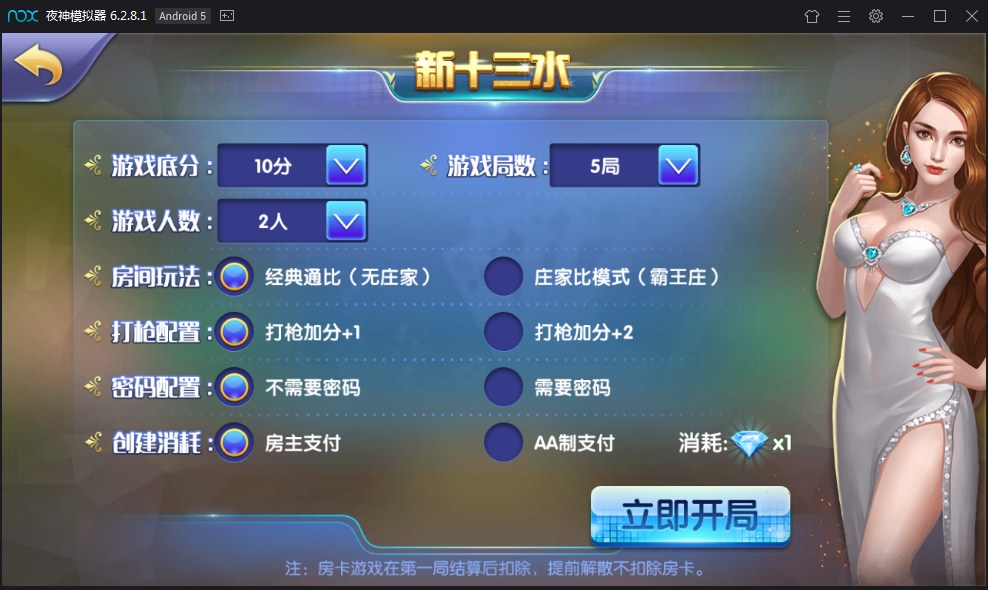 nox 夜神模拟器 6.2.8.1 Android 5
新十三水
游戏底分: 10分 游戏局数: 5局
游戏人数: 2人
房间玩法: 经典通比（无庄家） 庄家比模式（霸王庄）
打枪配置: 打枪加分+1 打枪加分+2
密码配置: 不需要密码 需要密码
创建消耗: 房主支付 AA制支付 消耗: x1
立即开局
注：房卡游戏在第一局结算后扣除，提前解散不扣除房卡。